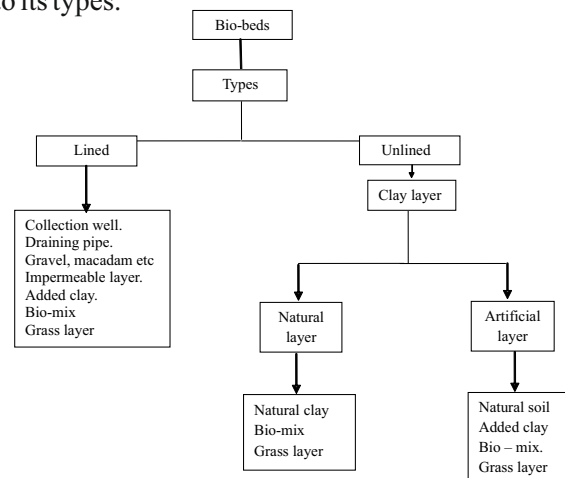 to its types.
Bio-beds
Types
Lined
Unlined
Clay layer
Collection well.
Draining pipe.
Gravel, macadam etc
Impermeable layer.
Added clay.
Bio-mix
Grass layer
Natural
layer
Artificial
layer
Natural clay
Bio-mix
Grass layer
Natural soil
Added clay
Bio – mix.
Grass layer